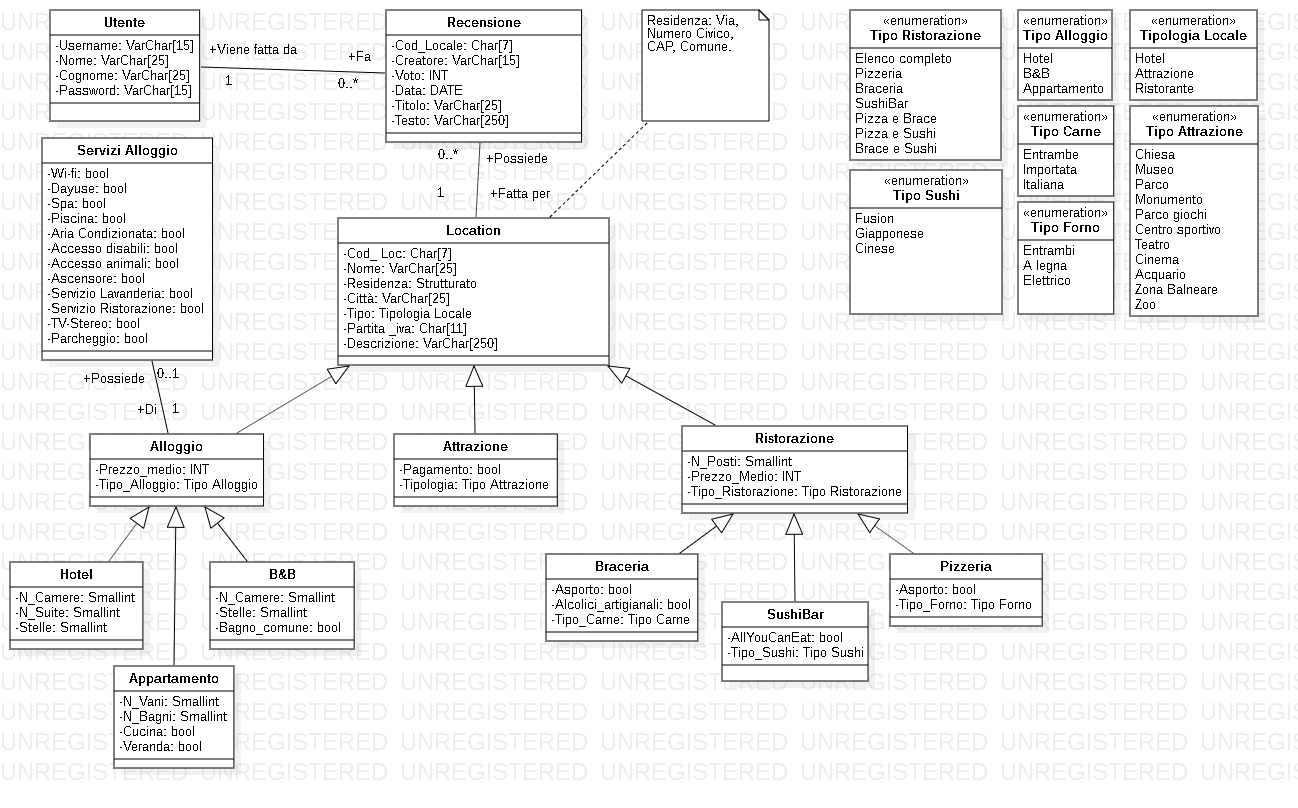 Utente
-Username: VarChar[15]
-Nome: VarChar[25]
-Cognome: VarChar[25]
-Password: VarChar[15]
+Viene fatta da
1
+Fa
0..*
Recensione
-Cod_Locale: Char[7]
-Creatore: VarChar[15]
-Voto: INT
-Data: DATE
-Titolo: VarChar[25]
-Testo: VarChar[250]
0..*
+Possiede
1
+Fatta per
Residenza: Via,
Numero Civico,
CAP, Comune.
«enumeration»
Tipo Ristorazione
Elenco completo
Pizzeria
Braceria
SushiBar
Pizza e Brace
Pizza e Sushi
Brace e Sushi
«enumeration»
Tipo Alloggio
Hotel
B&B
Appartamento
«enumeration»
Tipologia Locale
Hotel
Attrazione
Ristorante
«enumeration»
Tipo Carne
Entrambe
Importata
Italiana
«enumeration»
Tipo Attrazione
Chiesa
Museo
Parco
Monumento
Parco giochi
Centro sportivo
Teatro
Cinema
Acquario
Zona Balneare
Zoo
«enumeration»
Tipo Sushi
Fusion
Giapponese
Cinese
«enumeration»
Tipo Forno
Entrambi
A legna
Elettrico
Servizi Alloggio
-Wi-fi: bool
-Dayuse: bool
-Spa: bool
-Piscina: bool
-Aria Condizionata: bool
-Accesso disabili: bool
-Accesso animali: bool
-Ascensore: bool
-Servizio Lavanderia: bool
-Servizio Ristorazione: bool
-TV-Stereo: bool
-Parcheggio: bool
+Possiede
0..1
+Di
1
Location
-Cod_ Loc: Char[7]
-Nome: VarChar[25]
-Residenza: Strutturato
-Città: VarChar[25]
-Tipo: Tipologia Locale
-Partita _iva: Char[11]
-Descrizione: VarChar[250]
Alloggio
-Prezzo_medio: INT
-Tipo_Alloggio: Tipo Alloggio
Attrazione
-Pagamento: bool
-Tipologia: Tipo Attrazione
Ristorazione
-N_Posti: Smallint
-Prezzo_Medio: INT
-Tipo_Ristorazione: Tipo Ristorazione
Hotel
-N_Camere: Smallint
-N_Suite: Smallint
-Stelle: Smallint
B&B
-N_Camere: Smallint
-Stelle: Smallint
-Bagno_comune: bool
Appartamento
-N_Vani: Smallint
-N_Bagni: Smallint
-Cucina: bool
-Veranda: bool
Braceria
-Asporto: bool
-Alcolici_artigianali: bool
-Tipo_Carne: Tipo Carne
SushiBar
-AllYouCanEat: bool
-Tipo_Sushi: Tipo Sushi
Pizzeria
-Asporto: bool
-Tipo_Forno: Tipo Forno
UNREGISTERED